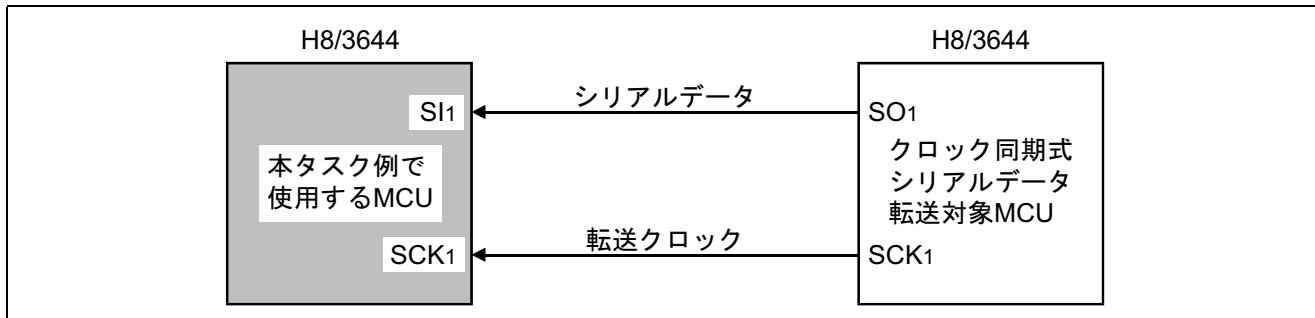 H8/3644
H8/3644
SI1
シリアルデータ
SO1
本タスク例で
使用するMCU
クロック同期式
シリアルデータ
転送対象MCU
SCK1
転送クロック
SCK1